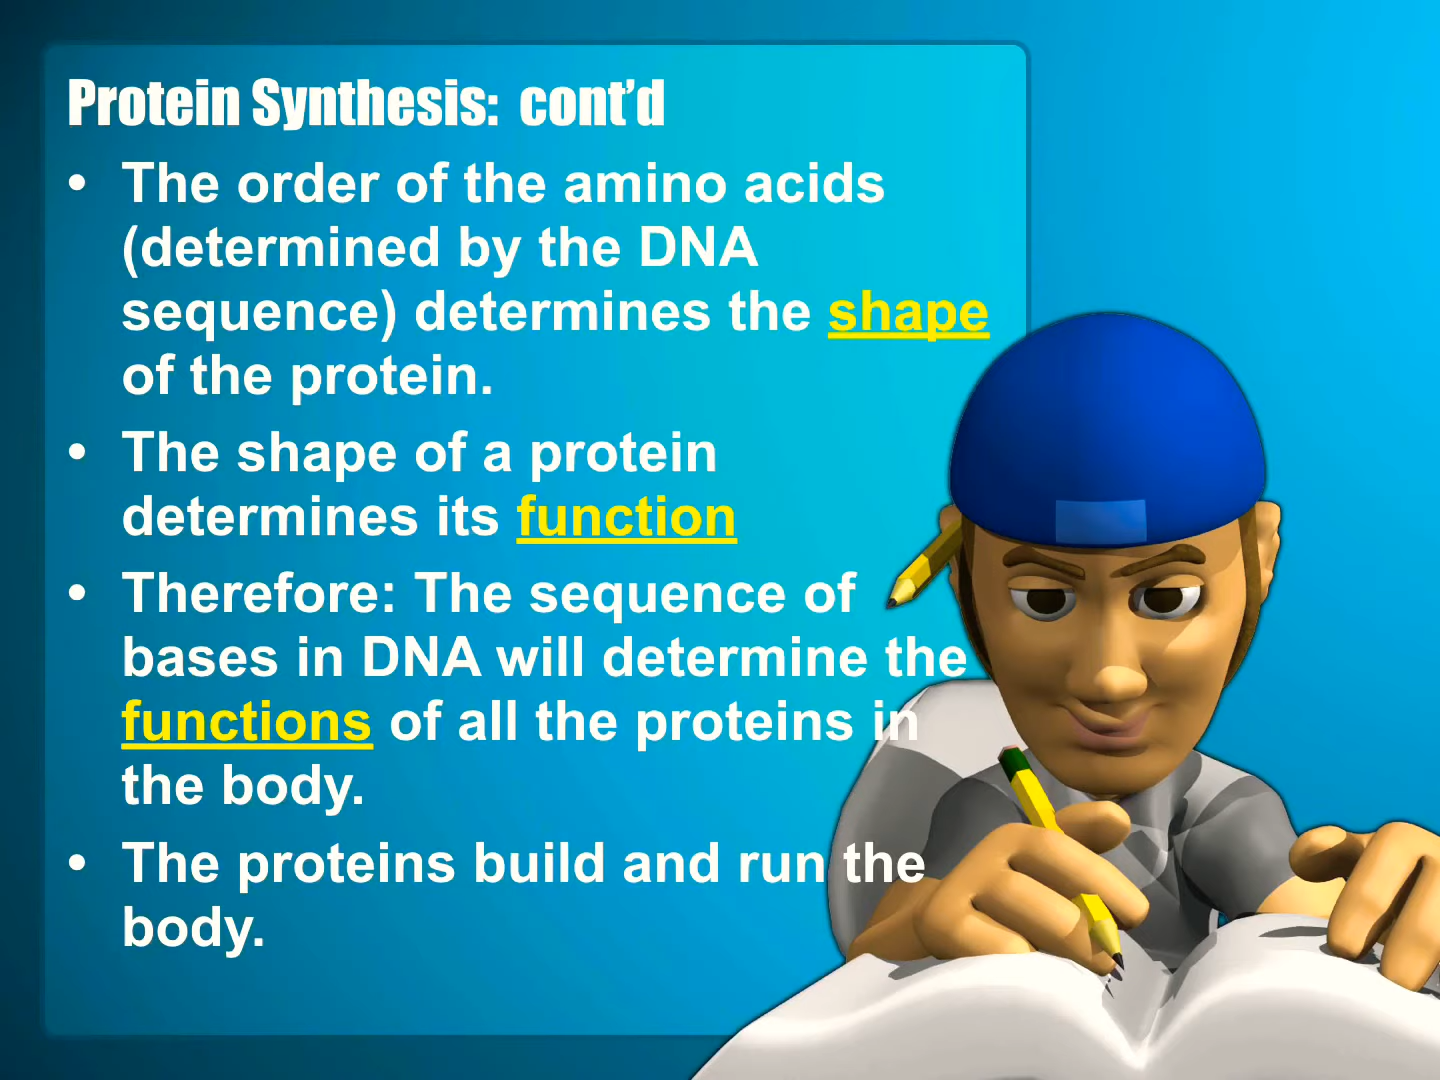 Protein Synthesis: cont’d
• The order of the amino acids
(determined by the DNA
sequence) determines the shape
of the protein.
• The shape of a protein
determines its function
• Therefore: The sequence of
bases in DNA will determine the
functions of all the proteins in
the body.
• The proteins build and run the
body.